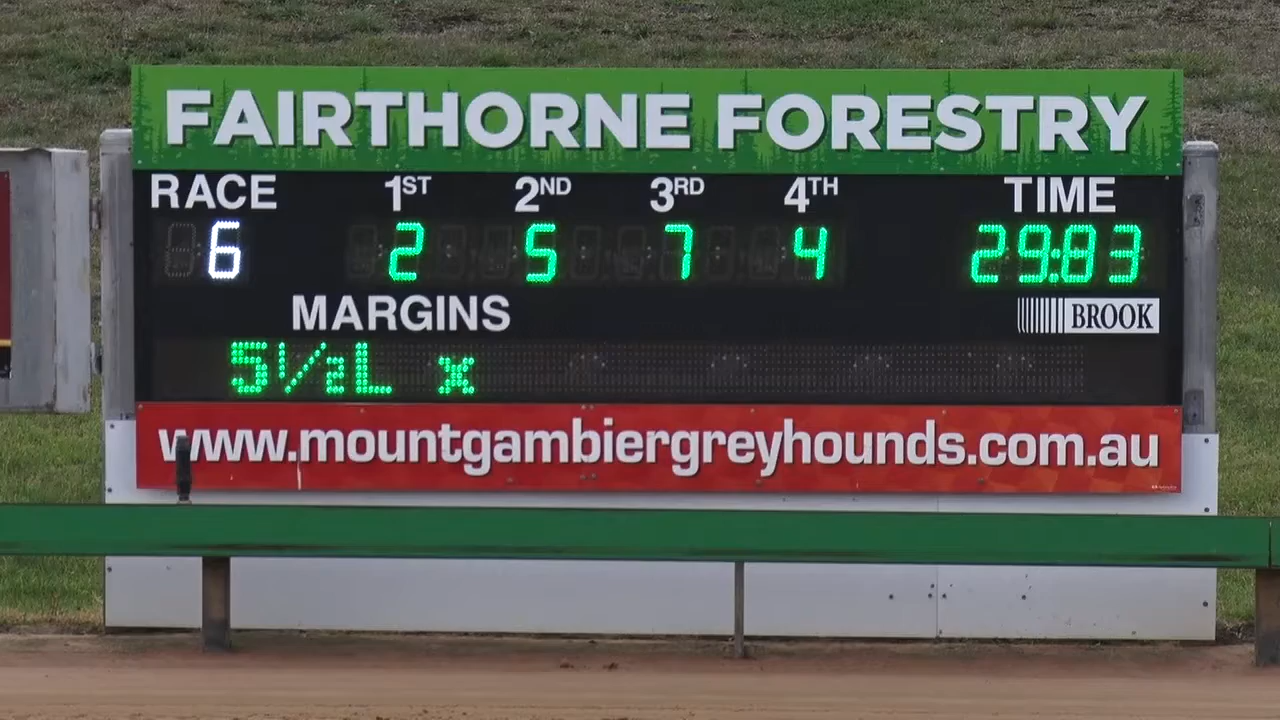 FAIRTHORNE FORESTRY
RACE 1ST 2ND 3RD 4TH TIME
6 2 5 7 4 29:83
MARGINS BROOK
5½L x
www.mountgambiergreyhounds.com.au